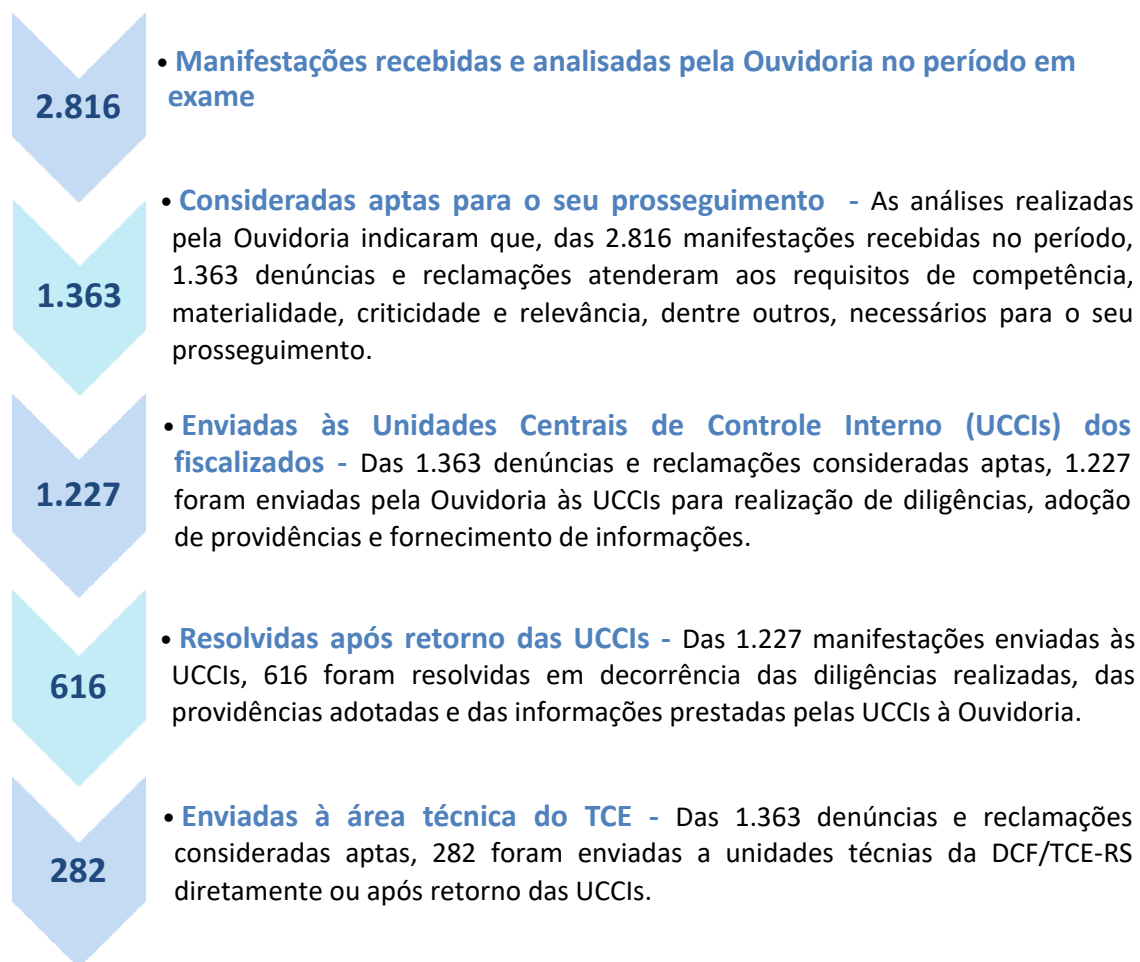 • Manifestações recebidas e analisadas pela Ouvidoria no período em
exame
2.816
• Consideradas aptas para o seu prosseguimento - As análises realizadas
pela Ouvidoria indicaram que, das 2.816 manifestações recebidas no período,
1.363 denúncias e reclamações atenderam aos requisitos de competência,
materialidade, criticidade e relevância, dentre outros, necessários para o seu
prosseguimento.
1.363
• Enviadas às Unidades Centrais de Controle Interno (UCCIs) dos
fiscalizados - Das 1.363 denúncias e reclamações consideradas aptas, 1.227
foram enviadas pela Ouvidoria às UCCIs para realização de diligências, adoção
de providências e fornecimento de informações.
1.227
• Resolvidas após retorno das UCCIs - Das 1.227 manifestações enviadas às
UCCIs, 616 foram resolvidas em decorrência das diligências realizadas, das
providências adotadas e das informações prestadas pelas UCCIs à Ouvidoria.
616
• Enviadas à área técnica do TCE - Das 1.363 denúncias e reclamações
consideradas aptas, 282 foram enviadas a unidades técnias da DCF/TCE-RS
diretamente ou após retorno das UCCIs.
282